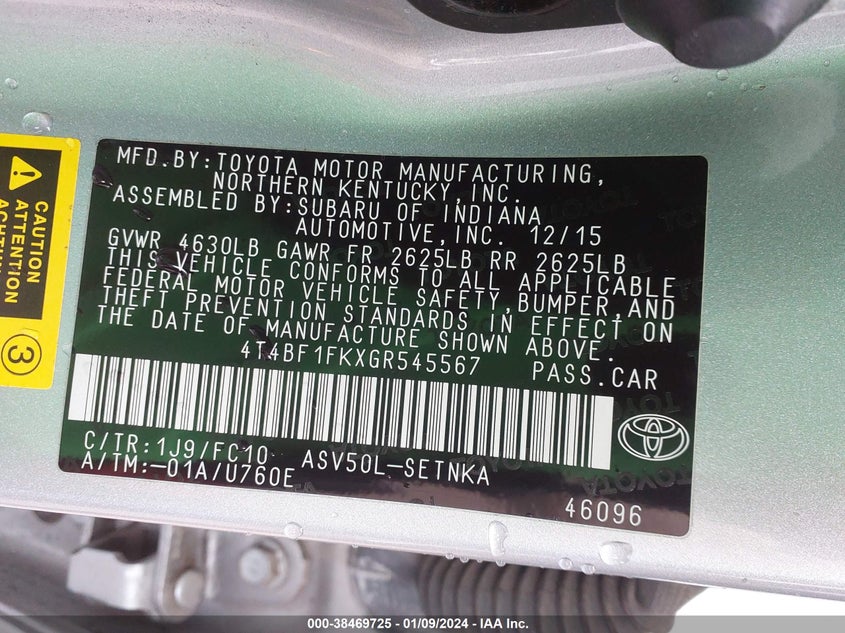 MFD.BY:TOYOTA MOTOR MANUFACTURING,
NORTHERN KENTUCKY,INC.
ASSEMBLED BY:SUBARU OF INDIANA
AUTOMOTIVE,INC. 12/15
GVWR 4630LB GAWR FR 2625LB RR 2625LB
THIS VEHICLE CONFORMS TO ALL APPLICABLE
FEDERAL MOTOR VEHICLE SAFETY,BUMPER,AND
THEFT PREVENTION STANDARDS IN EFFECT ON
THE DATE OF MANUFACTURE SHOWN ABOVE.
4T4BF1FKXGR545567 PASS.CAR
C/TR:1J9/FC10 ASV50L-SETNKA
A/TM:-01A/U760E
46096
CAUTION
ATTENTION
3
000-38469725 - 01/09/2024 - IAA Inc.